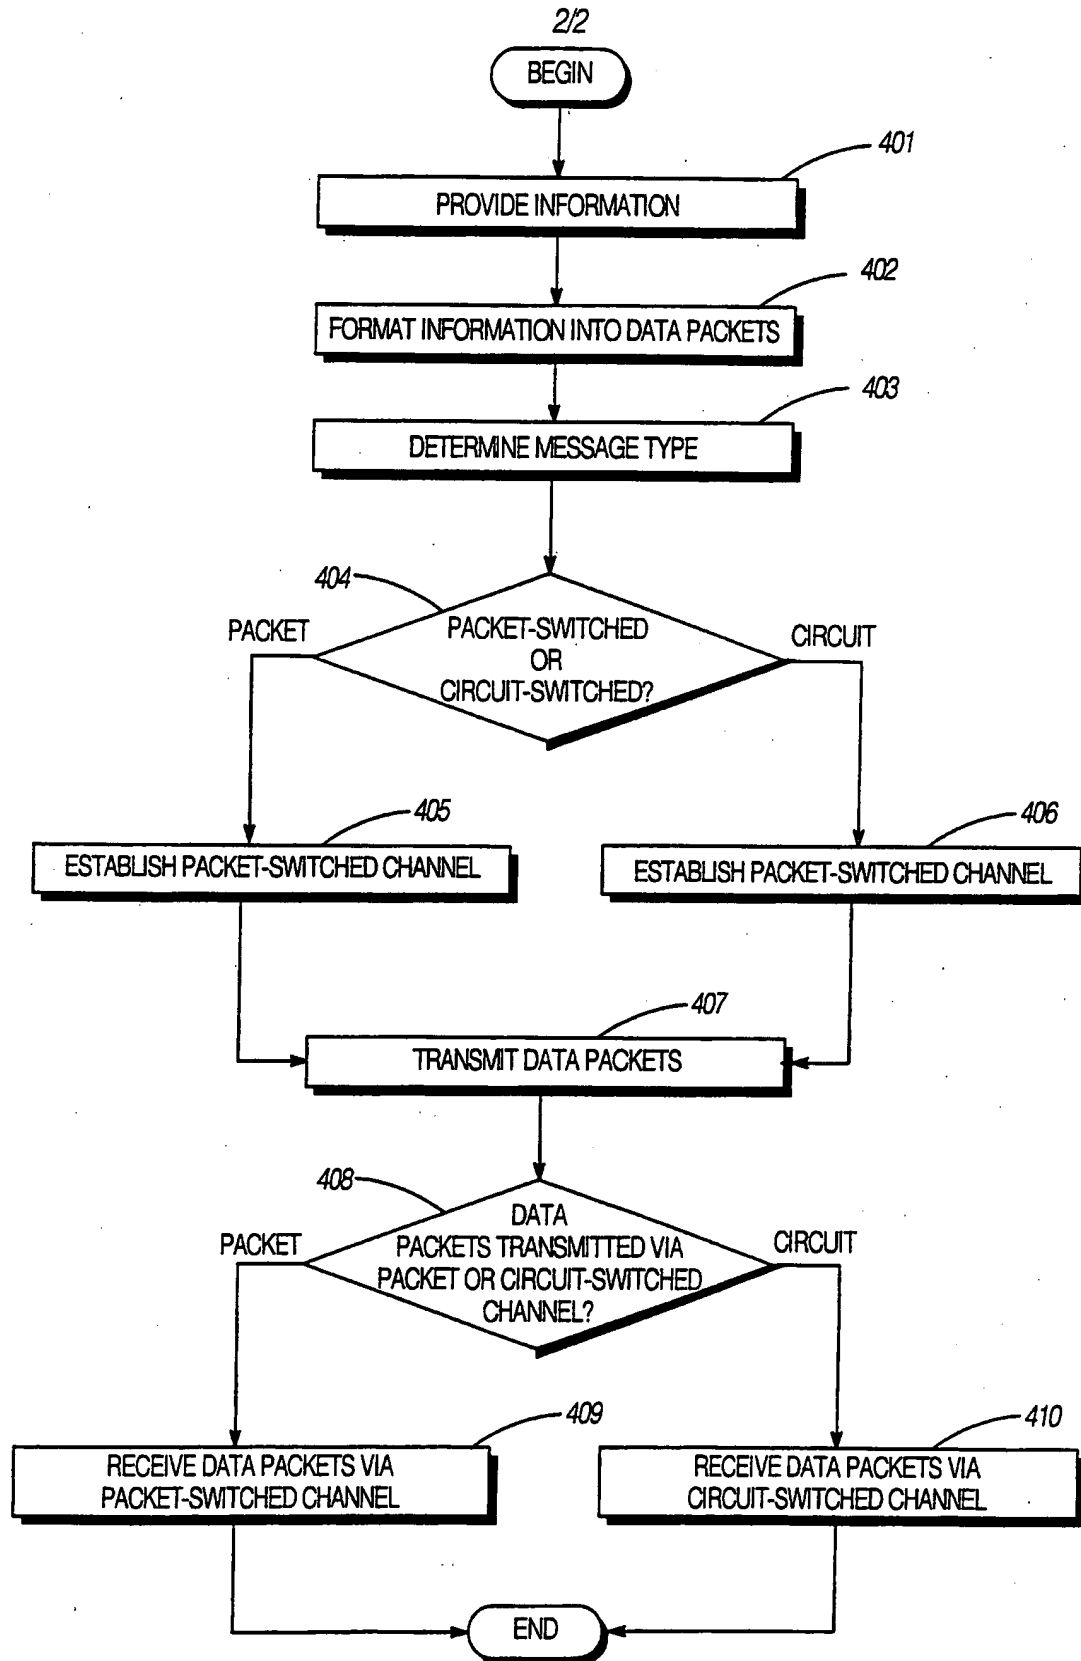 2/2
BEGIN
401
PROVIDE INFORMATION
402
FORMAT INFORMATION INTO DATA PACKETS
403
DETERMINE MESSAGE TYPE
404
PACKET
PACKET-SWITCHED
OR
CIRCUIT-SWITCHED?
CIRCUIT
405
ESTABLISH PACKET-SWITCHED CHANNEL
406
ESTABLISH PACKET-SWITCHED CHANNEL
407
TRANSMIT DATA PACKETS
408
PACKET
DATA
PACKETS TRANSMITTED VIA
PACKET OR CIRCUIT-SWITCHED
CHANNEL?
CIRCUIT
409
RECEIVE DATA PACKETS VIA
PACKET-SWITCHED CHANNEL
410
RECEIVE DATA PACKETS VIA
CIRCUIT-SWITCHED CHANNEL
END